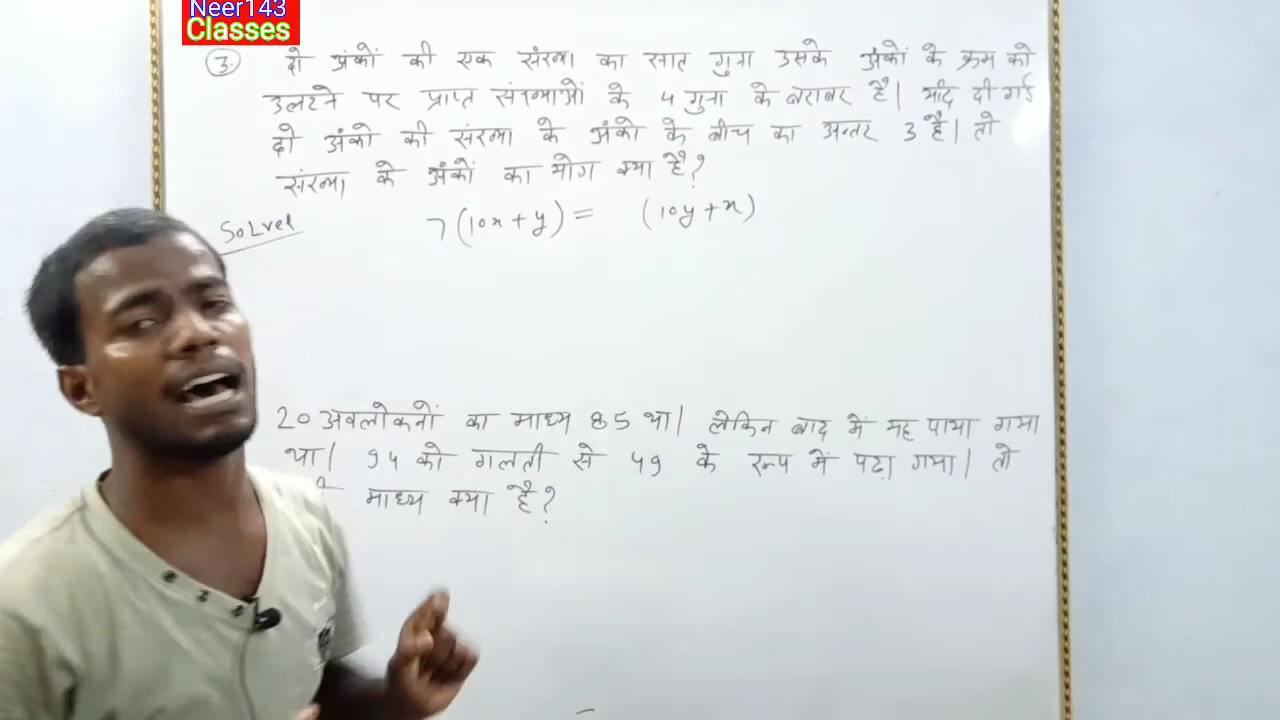 Neer143
Classes
3. दो अंकों की एक संख्या का सात गुना उसके अंकों के क्रम को
उलटने पर प्राप्त संख्याओं के 4 गुना के बराबर है। यदि दी गई
दो अंको की संख्या के अंको के बीच का अन्तर 3 है। तो
संख्या के अंकों का योग क्या है?
Solved
7(10x+y)= (10y+x)
20 अवलोकनों का माध्य 85 था। लेकिन बाद में यह पाया गया
था। 94 को गलती से 49 के रूप में पढ़ा गया। तो
माध्य क्या है?